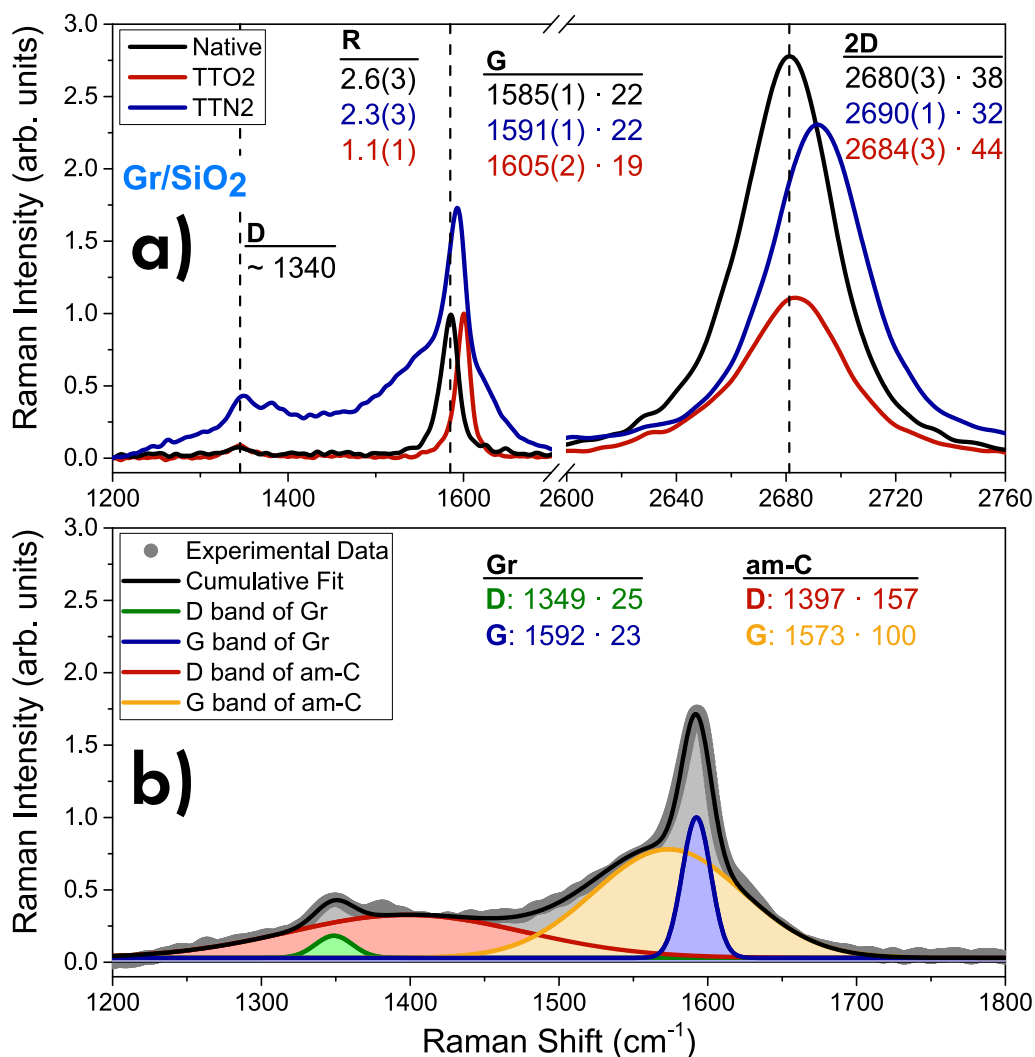 Raman Intensity (arb. units)
3.0
2.5
2.0
1.5
1.0
0.5
0.0
Native
TTO2
TTN2
Gr/SiO2
a)
R
2.6(3)
2.3(3)
1.1(1)
G
1585(1) · 22
1591(1) · 22
1605(2) · 19
2D
2680(3) · 38
2690(1) · 32
2684(3) · 44
D
~ 1340
1200 1400 1600 2600 2640 2680 2720 2760
Raman Intensity (arb. units)
3.0
2.5
2.0
1.5
1.0
0.5
0.0
Experimental Data
Cumulative Fit
D band of Gr
G band of Gr
D band of am-C
G band of am-C
b)
Gr
D: 1349 · 25
G: 1592 · 23
am-C
D: 1397 · 157
G: 1573 · 100
1200 1300 1400 1500 1600 1700 1800
Raman Shift (cm-1)